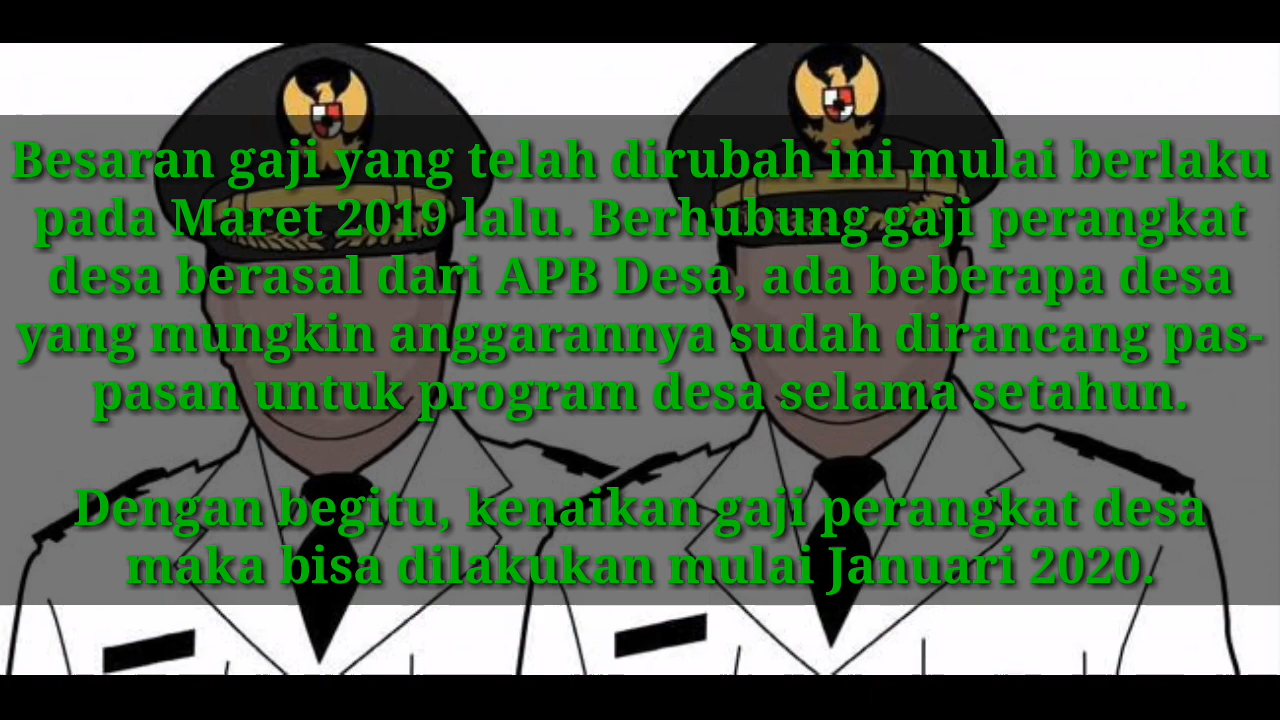 Besaran gaji yang telah dirubah ini mulai berlaku
pada Maret 2019 lalu. Berhubung gaji perangkat
desa berasal dari APB Desa, ada beberapa desa
yang mungkin anggarannya sudah dirancang pas-
pasan untuk program desa selama setahun.
Dengan begitu, kenaikan gaji perangkat desa
maka bisa dilakukan mulai Januari 2020.